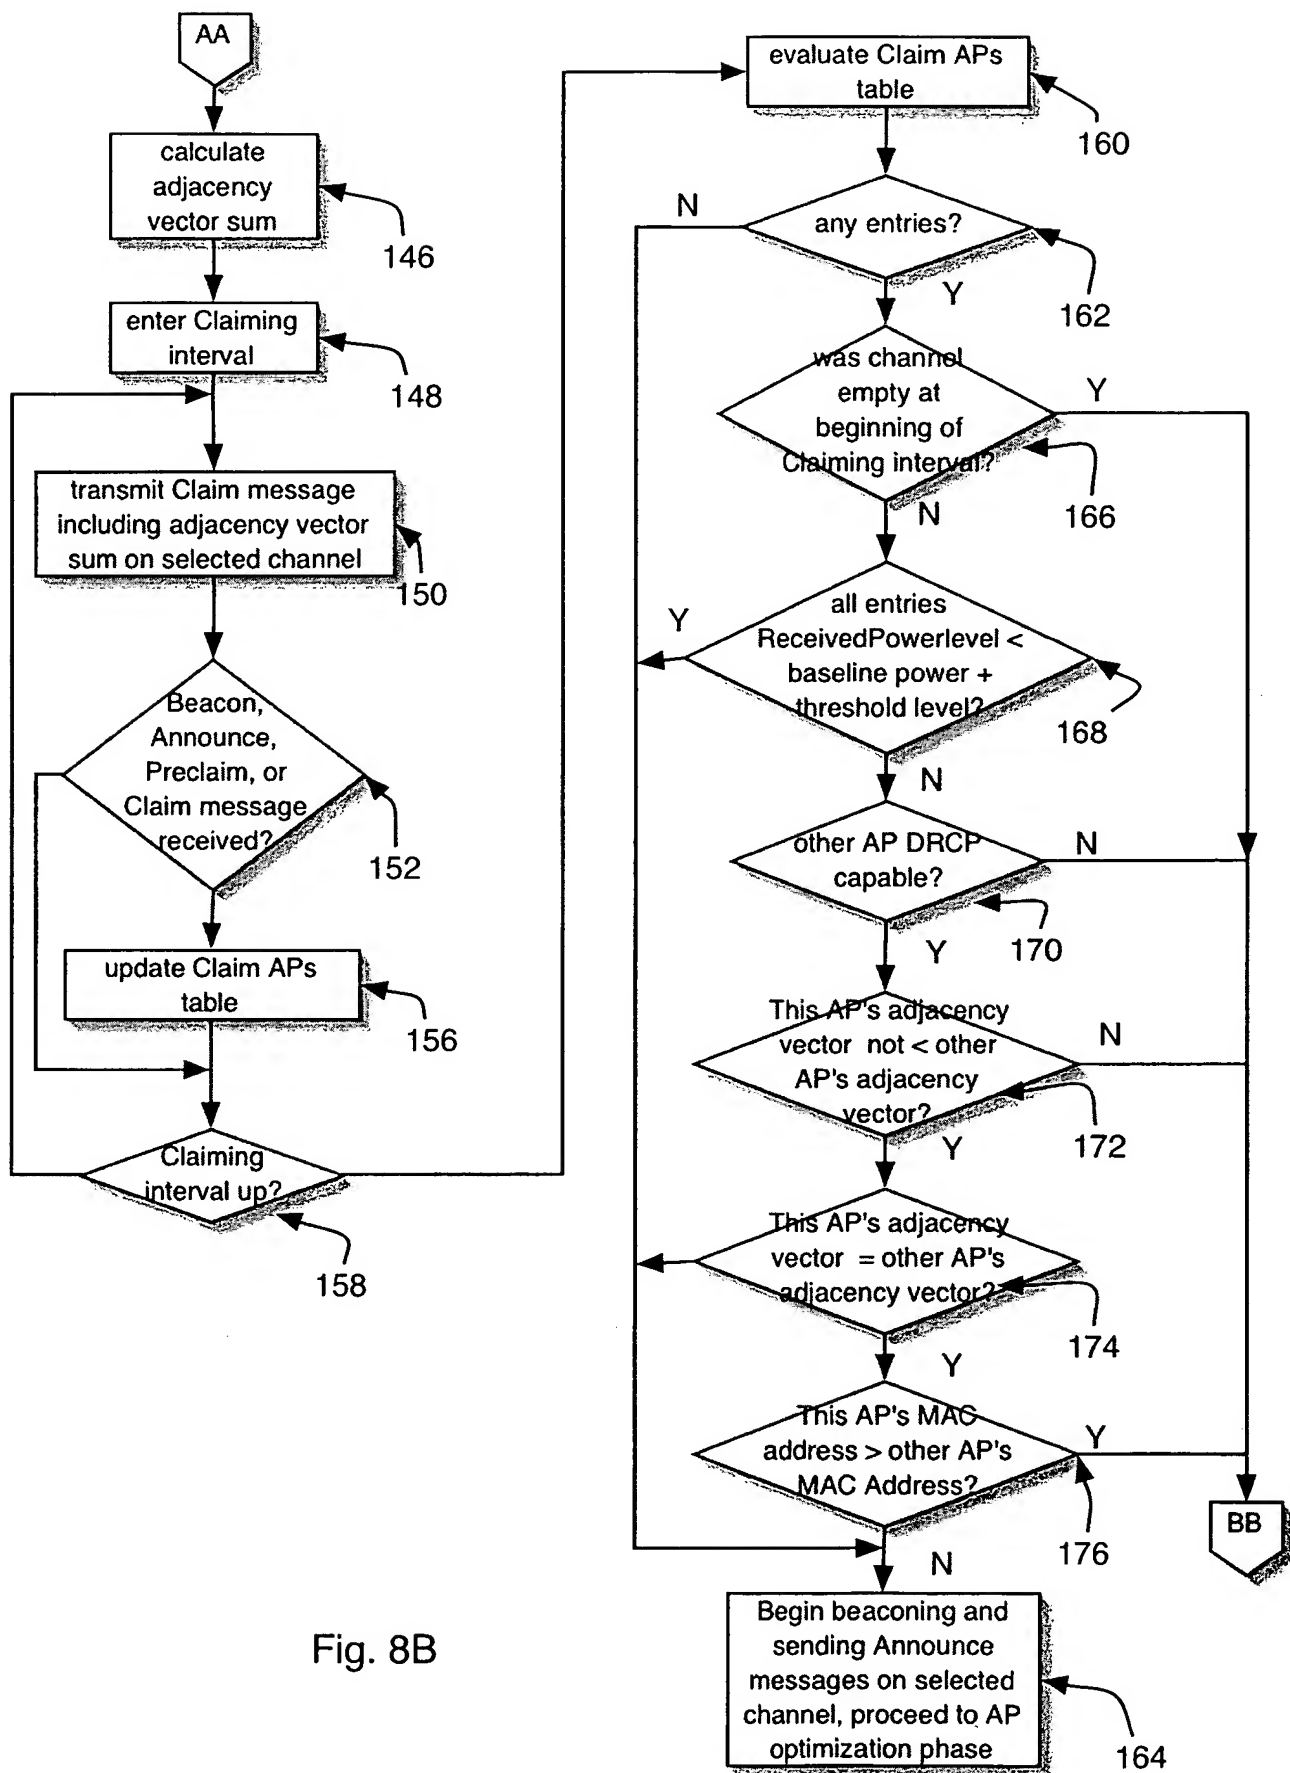 AA
calculate
adjacency
vector sum
146
enter Claiming
interval
148
transmit Claim message
including adjacency vector
sum on selected channel
150
Beacon,
Announce,
Preclaim, or
Claim message
received?
152
update Claim APs
table
156
Claiming
interval up?
158
evaluate Claim APs
table
160
N
any entries?
162
Y
was channel
empty at
beginning of
Claiming interval?
Y
166
N
all entries
ReceivedPowerlevel <
baseline power +
threshold level?
Y
168
N
other AP DRCP
capable?
N
170
Y
This AP's adjacency
vector not < other
AP's adjacency
vector?
N
172
Y
This AP's adjacency
vector = other AP's
adjacency vector?
174
Y
This AP's MAC
address > other AP's
MAC Address?
Y
176
BB
N
Begin beaconing and
sending Announce
messages on selected
channel, proceed to AP
optimization phase
164
Fig. 8B